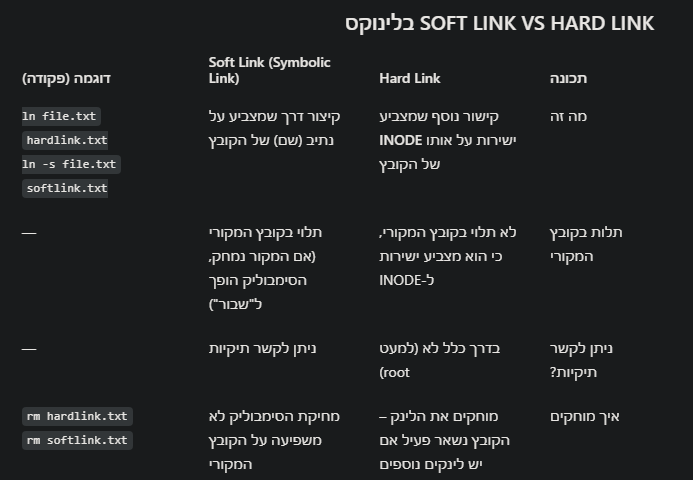 SOFT LINK VS HARD LINK בלינוקס
תכונה
Hard Link
Soft Link (Symbolic
Link)
דוגמה (פקודה)
מה זה
קישור נוסף שמצביע
ישירות על אותו INODE
של הקובץ
קיצור דרך שמצביע על
נתיב (שם) של הקובץ
ln file.txt
hardlink.txt
ln -s file.txt
softlink.txt
תלות בקובץ
המקורי
לא תלוי בקובץ המקורי,
כי הוא מצביע ישירות
ל-INODE
תלוי בקובץ המקורי
(אם המקור נמחק,
הסימבוליק הופך
ל"שבור")
—
ניתן לקשר
תיקיות?
בדרך כלל לא (למעט
root)
ניתן לקשר תיקיות
—
איך מוחקים
מוחקים את הלינק –
הקובץ נשאר פעיל אם
יש לינקים נוספים
מחיקת הסימבוליק לא
משפיעה על הקובץ
המקורי
rm hardlink.txt
rm softlink.txt